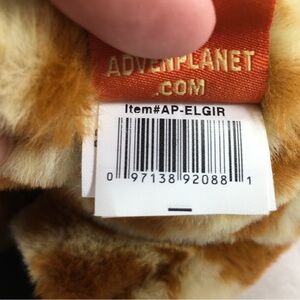 ADVENPLANET
.COM
Item#AP-ELGIR
0 97138 92088 1